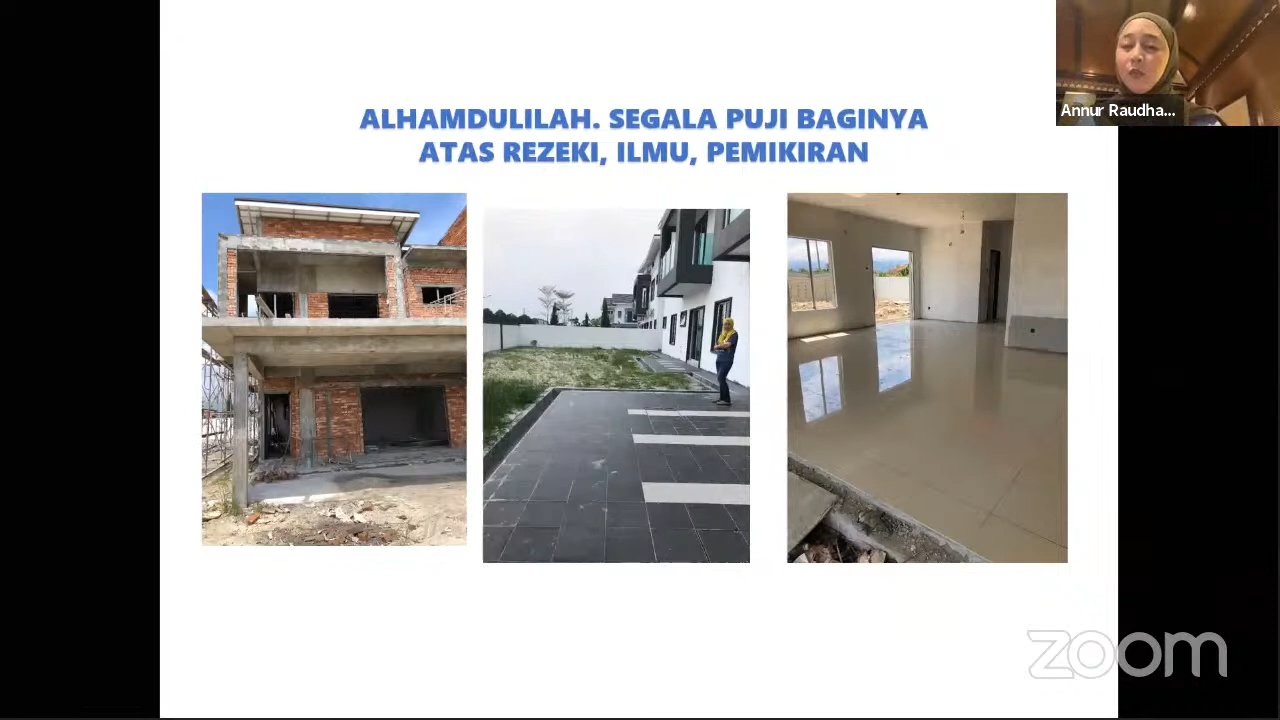 Annur Raudha...
ALHAMDULILAH. SEGALA PUJI BAGINYA
ATAS REZEKI, ILMU, PEMIKIRAN
zoom